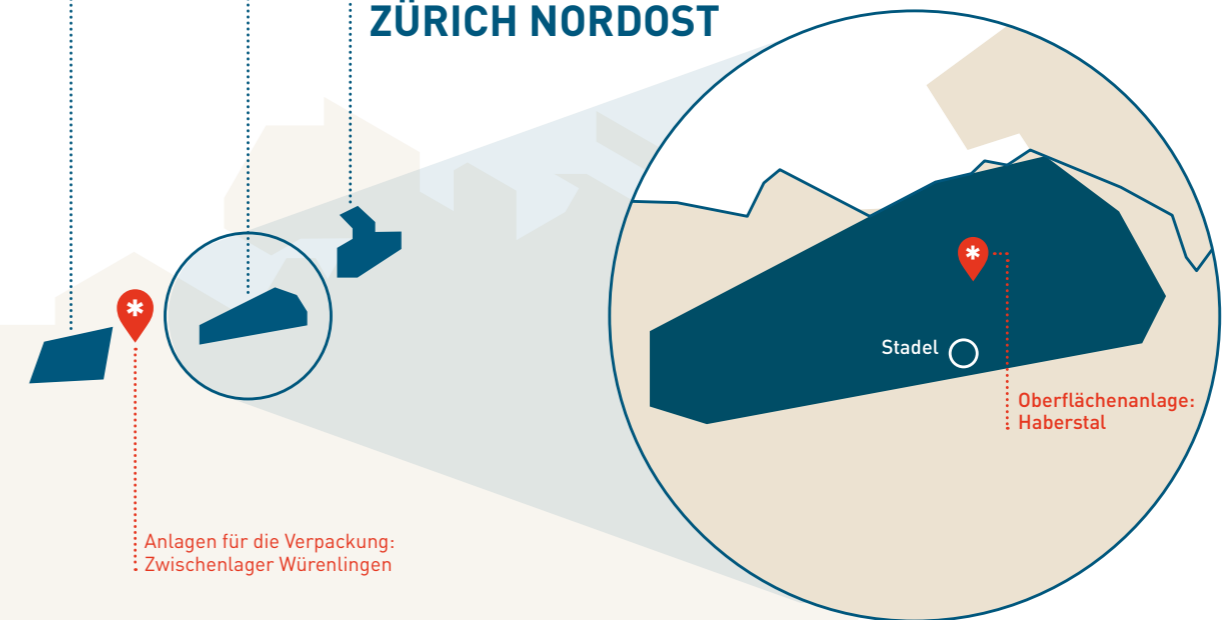 ZÜRICH NORDOST
Stadel
Oberflächenanlage:
Haberstal
Anlagen für die Verpackung:
Zwischenlager Würenlingen